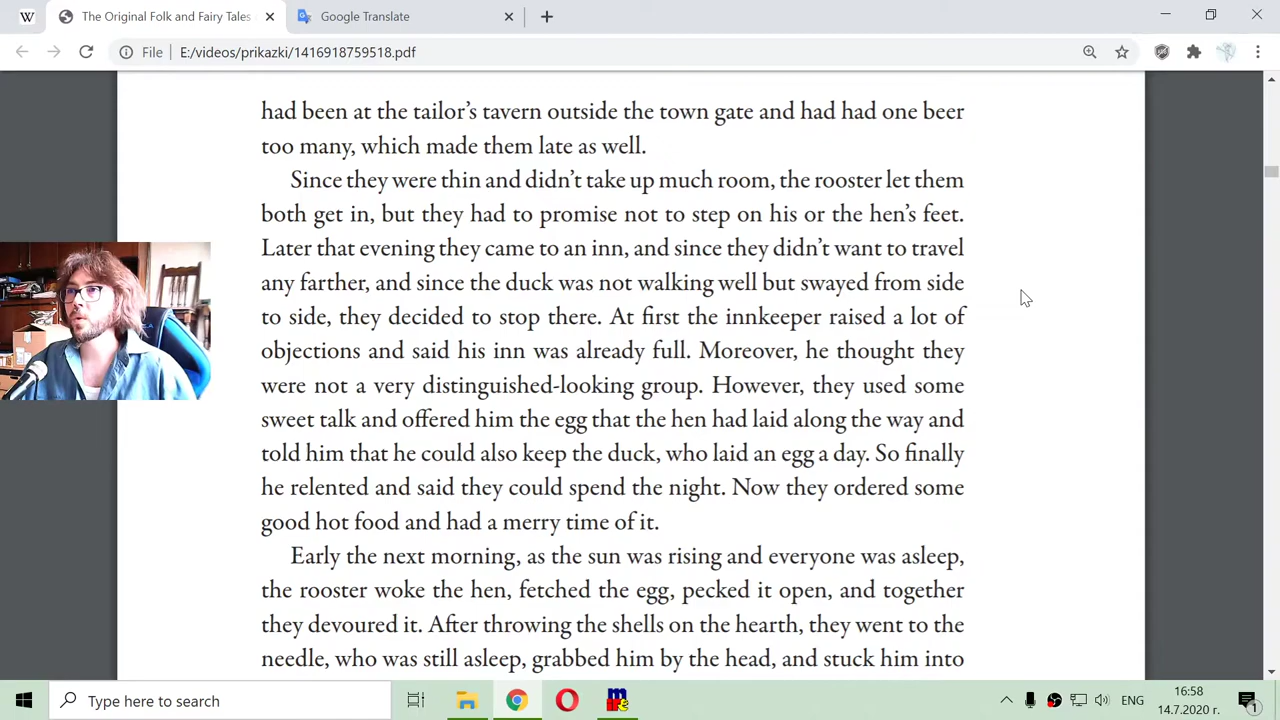 The Original Folk and Fairy Tales
Google Translate
File
E:/videos/prikazki/1416918759518.pdf
had been at the tailor’s tavern outside the town gate and had had one beer
too many, which made them late as well.
Since they were thin and didn’t take up much room, the rooster let them
both get in, but they had to promise not to step on his or the hen’s feet.
Later that evening they came to an inn, and since they didn’t want to travel
any farther, and since the duck was not walking well but swayed from side
to side, they decided to stop there. At first the innkeeper raised a lot of
objections and said his inn was already full. Moreover, he thought they
were not a very distinguished-looking group. However, they used some
sweet talk and offered him the egg that the hen had laid along the way and
told him that he could also keep the duck, who laid an egg a day. So finally
he relented and said they could spend the night. Now they ordered some
good hot food and had a merry time of it.
Early the next morning, as the sun was rising and everyone was asleep,
the rooster woke the hen, fetched the egg, pecked it open, and together
they devoured it. After throwing the shells on the hearth, they went to the
needle, who was still asleep, grabbed him by the head, and stuck him into
Type here to search
ЕНГ
16:58
14.7.2020 г.
1